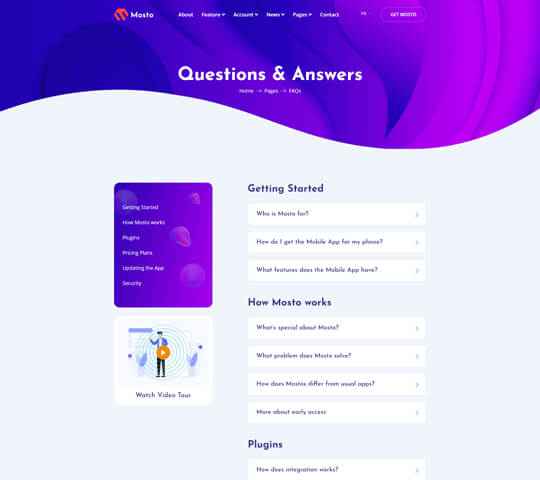 Mosto
About
Feature
Account
News
Pages
Contact
GET MOSTO
Questions & Answers
Home -> Pages -> FAQs
Getting Started
How Mosto works
Plugins
Pricing Plans
Updating the App
Security
Watch Video Tour
Getting Started
Who is Mosto for?
How do I get the Mobile App for my phone?
What features does the Mobile App have?
How Mosto works
What's special about Mosto?
What problem does Mosto solve?
How does Mostos differ from usual apps?
More about early access
Plugins
How does integration works?